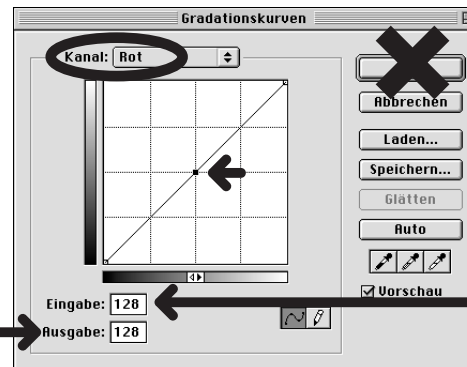 Gradationskurven
Kanal: Rot
Abbrechen
Laden...
Speichern...
Glätten
Auto
Vorschau
Eingabe: 128
Ausgabe: 128